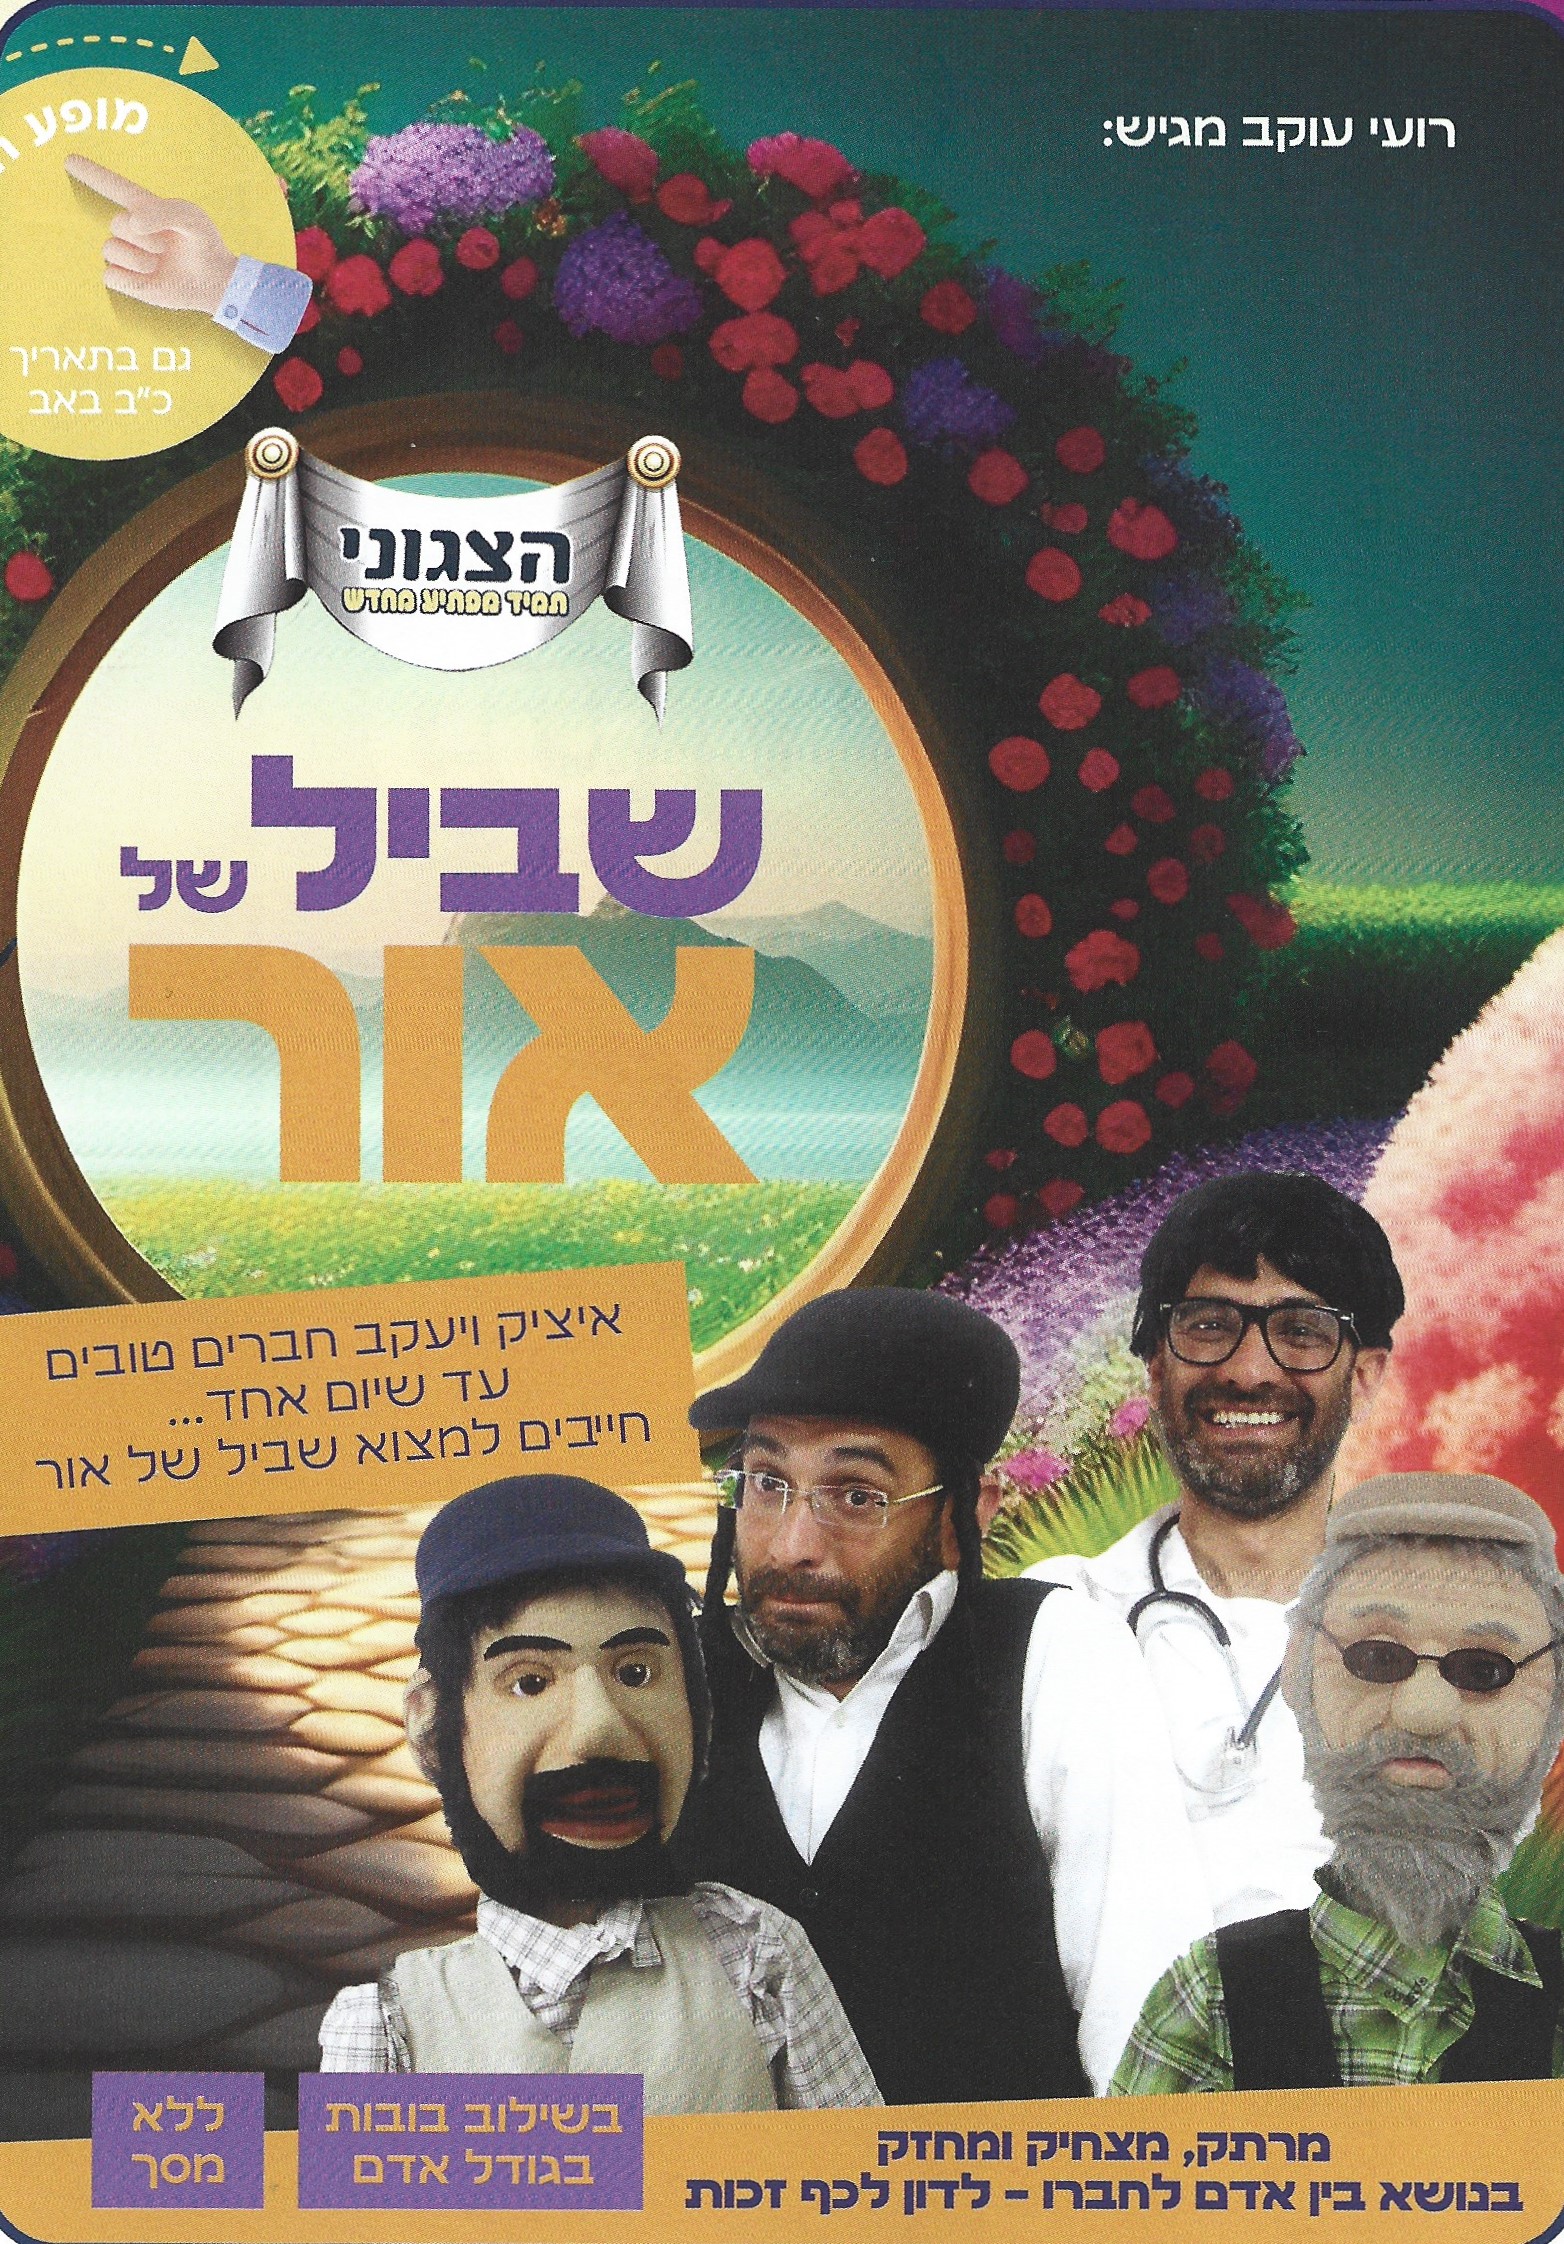 רועי עוקב מגיש:
מופע
גם בתאריך
כ"ב באב
הצגוני
תמיד מפתיע מחדש
שביל של
אור
איציק ויעקב חברים טובים
עד שיום אחד...
חייבים למצוא שביל של אור
מרתק, מצחיק ומחזק
בנושא בין אדם לחברו - לדון לכף זכות
בשילוב בובות
בגודל אדם
ללא
מסך